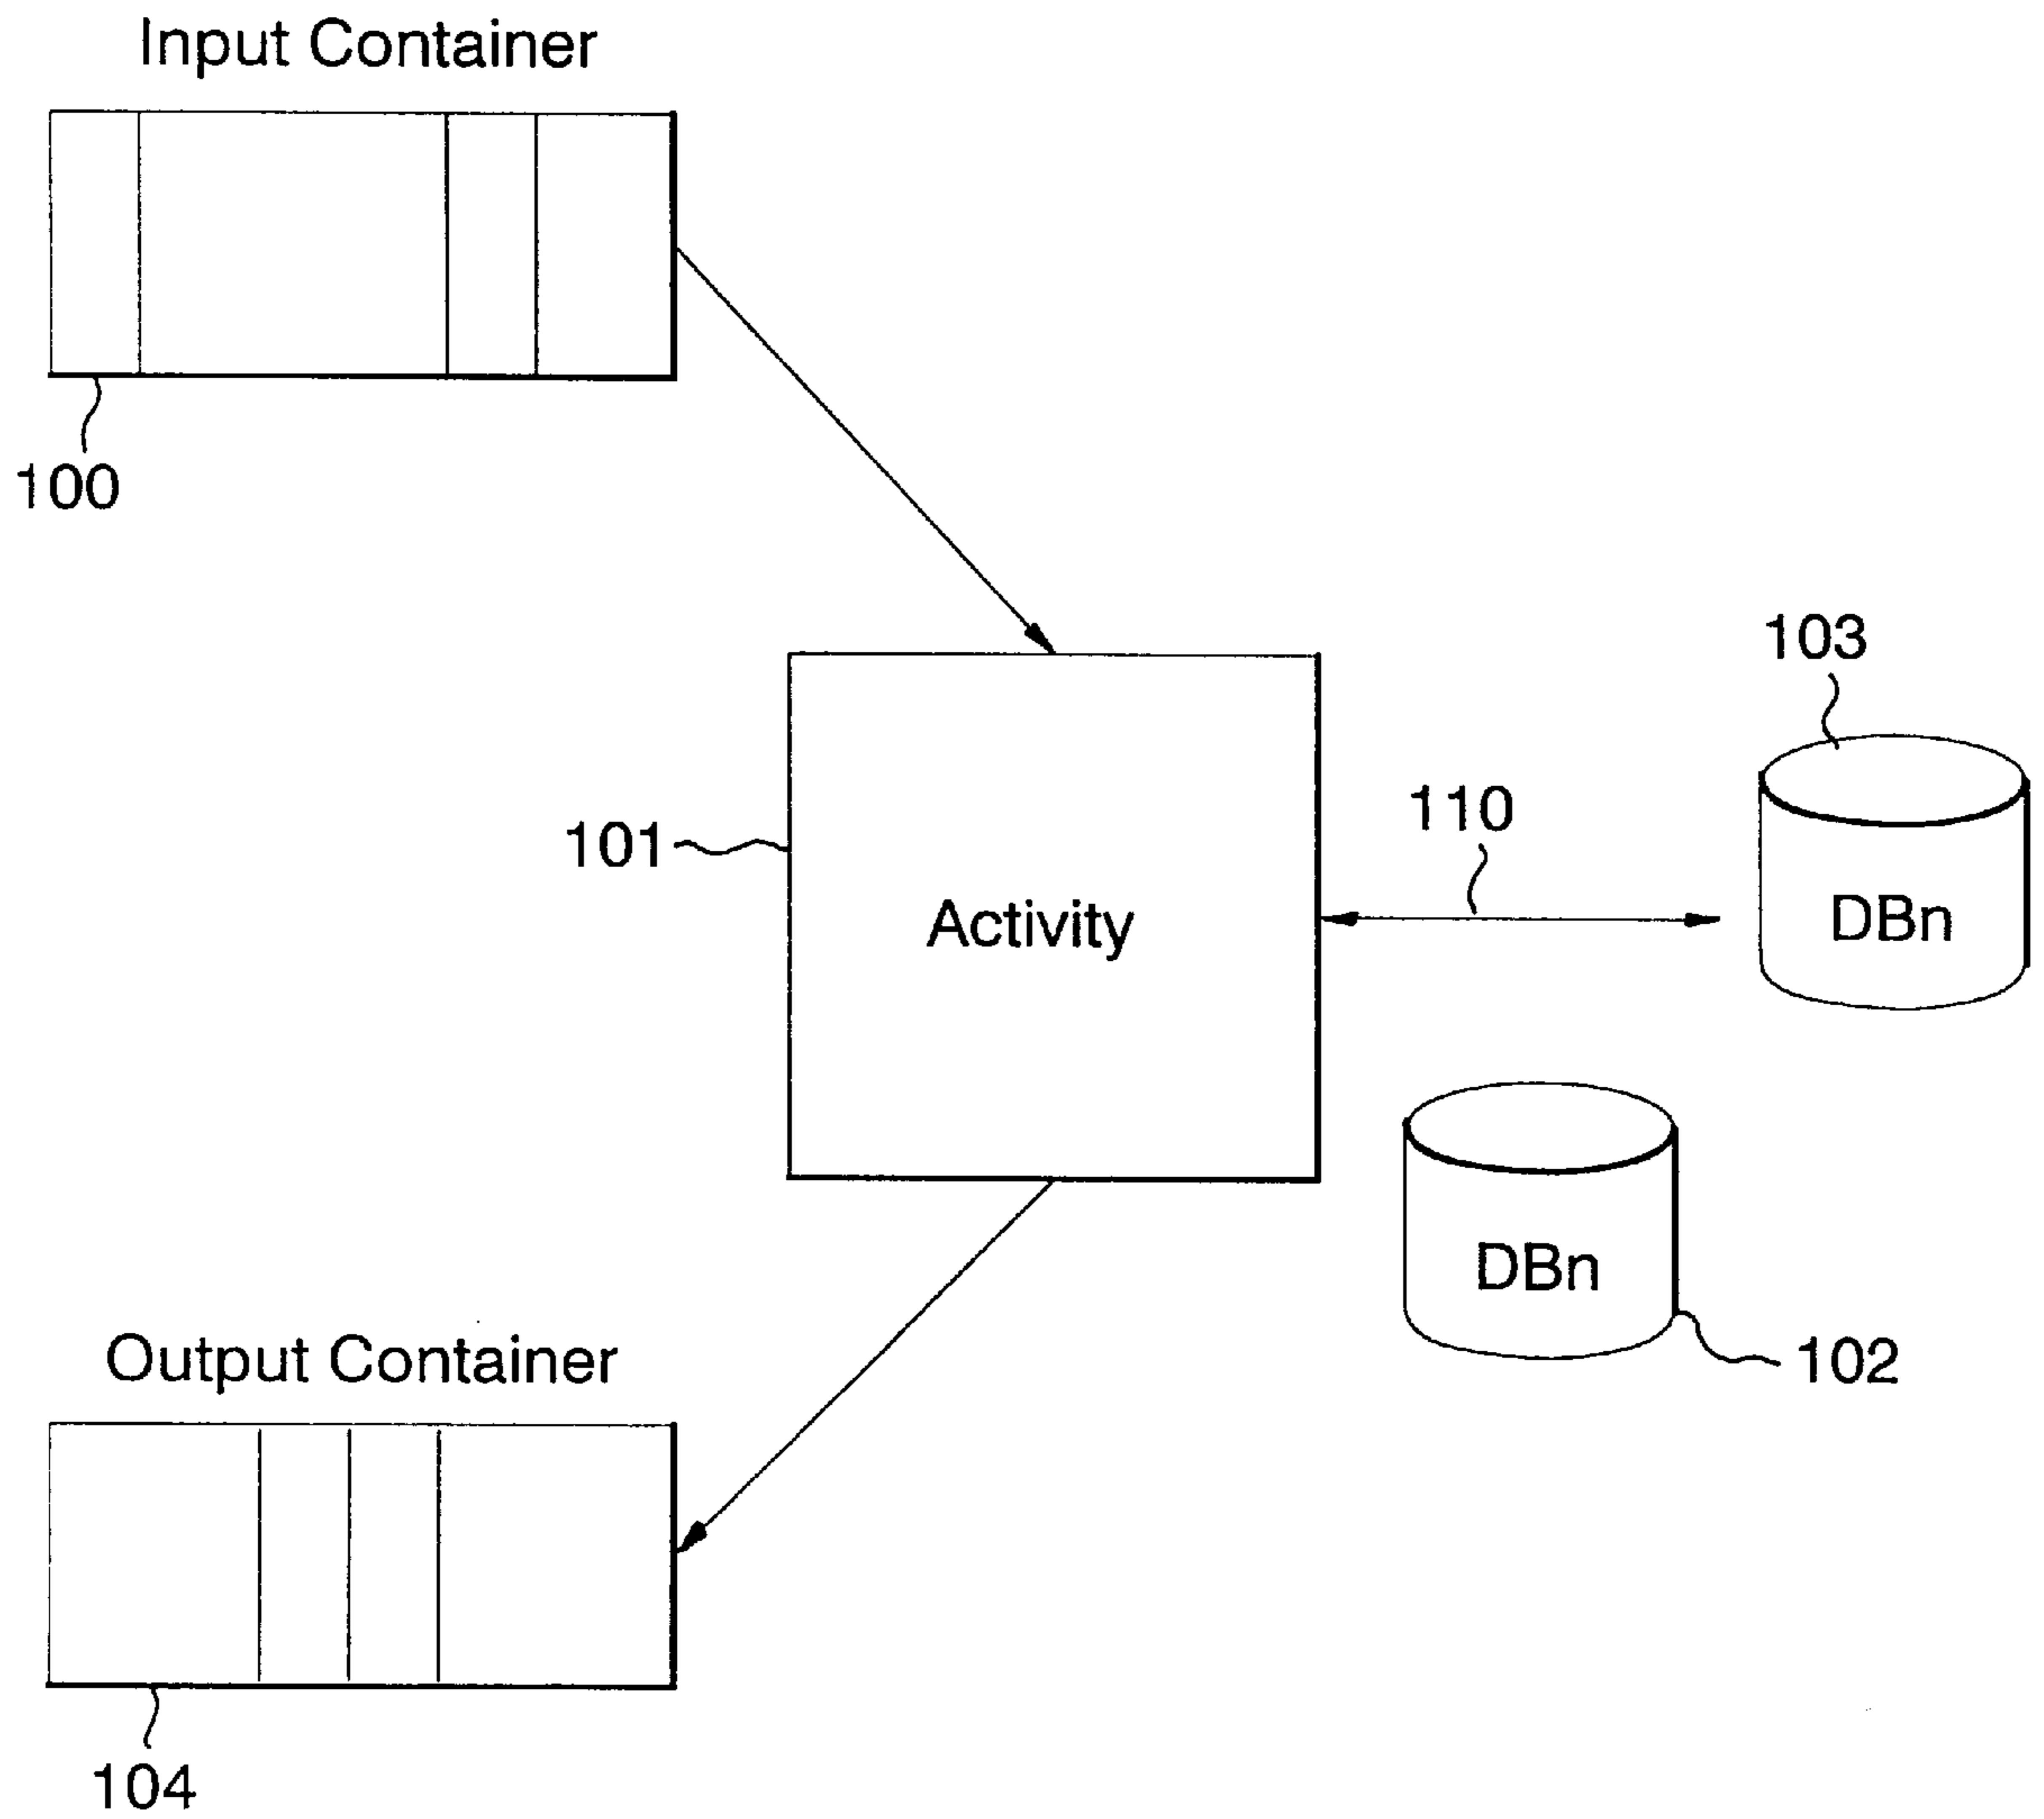 Input Container
100
103
110
101
Activity
DBn
DBn
Output Container
102
104